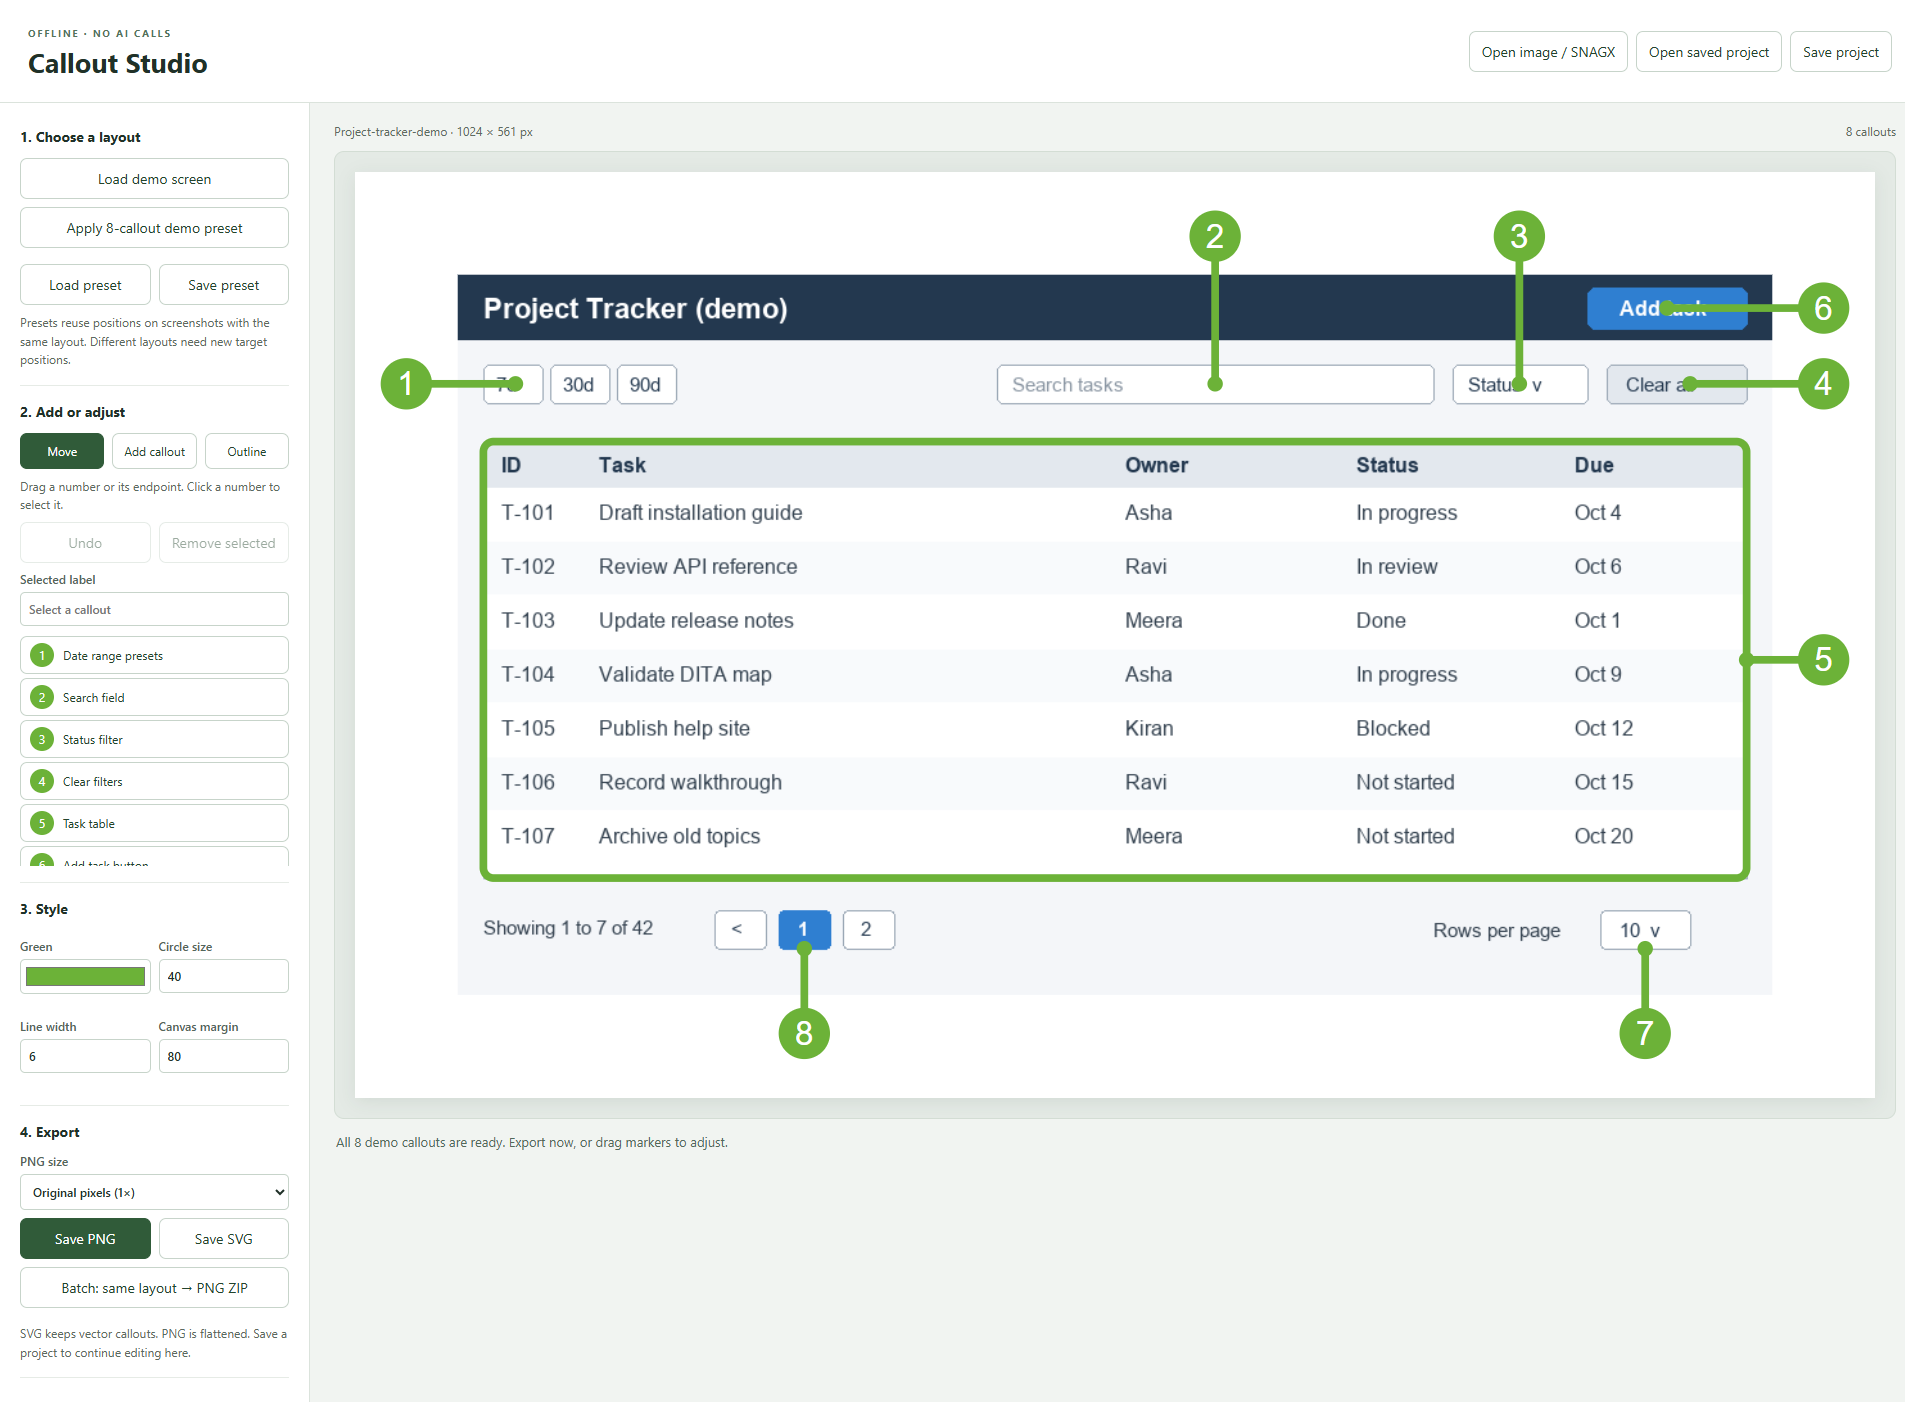 OFFLINE · NO AI CALLS
Callout Studio
Open image / SNAGX
Open saved project
Save project
1. Choose a layout
Load demo screen
Apply 8-callout demo preset
Load preset
Save preset
Presets reuse positions on screenshots with the
same layout. Different layouts need new target
positions.
2. Add or adjust
Move
Add callout
Outline
Drag a number or its endpoint. Click a number to
select it.
Undo
Remove selected
Selected label
Select a callout
1 Date range presets
2 Search field
3 Status filter
4 Clear filters
5 Task table
6 Add task button
3. Style
Green
Circle size
40
Line width
Canvas margin
6
80
4. Export
PNG size
Original pixels (1×)
Save PNG
Save SVG
Batch: same layout → PNG ZIP
SVG keeps vector callouts. PNG is flattened. Save a
project to continue editing here.
Project-tracker-demo · 1024 × 561 px
8 callouts
2
3
Project Tracker (demo)
Add
6
1
30d
90d
Search tasks
Status v
Clear
4
ID Task Owner Status Due
T-101 Draft installation guide Asha In progress Oct 4
T-102 Review API reference Ravi In review Oct 6
T-103 Update release notes Meera Done Oct 1
T-104 Validate DITA map Asha In progress Oct 9
5
T-105 Publish help site Kiran Blocked Oct 12
T-106 Record walkthrough Ravi Not started Oct 15
T-107 Archive old topics Meera Not started Oct 20
Showing 1 to 7 of 42
<
1
2
Rows per page
10 v
8
7
All 8 demo callouts are ready. Export now, or drag markers to adjust.